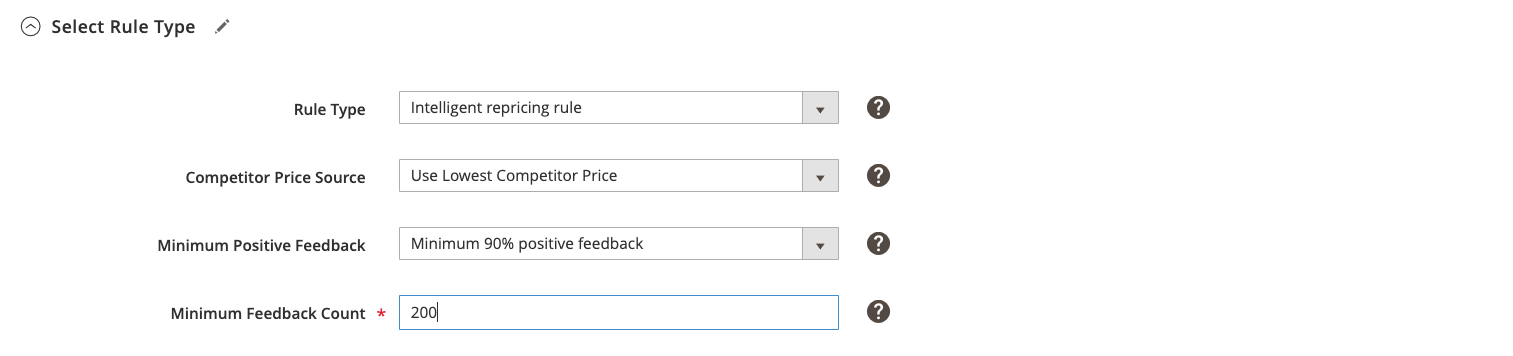 Select Rule Type
Rule Type Intelligent repricing rule ?
Competitor Price Source Use Lowest Competitor Price ?
Minimum Positive Feedback Minimum 90% positive feedback ?
Minimum Feedback Count * 200 ?